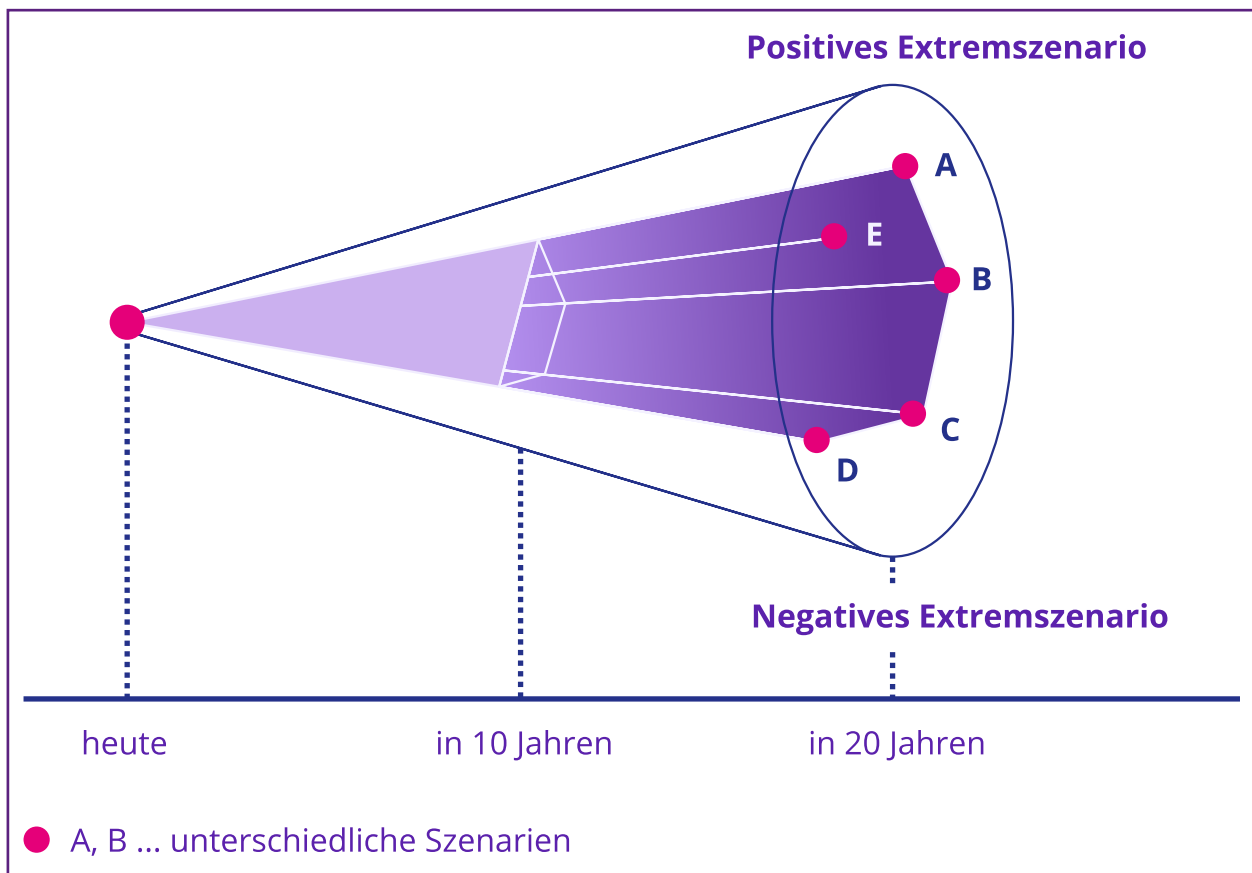 Positives Extremszenario
A
E
B
C
D
Negatives Extremszenario
heute
in 10 Jahren
in 20 Jahren
A, B ... unterschiedliche Szenarien